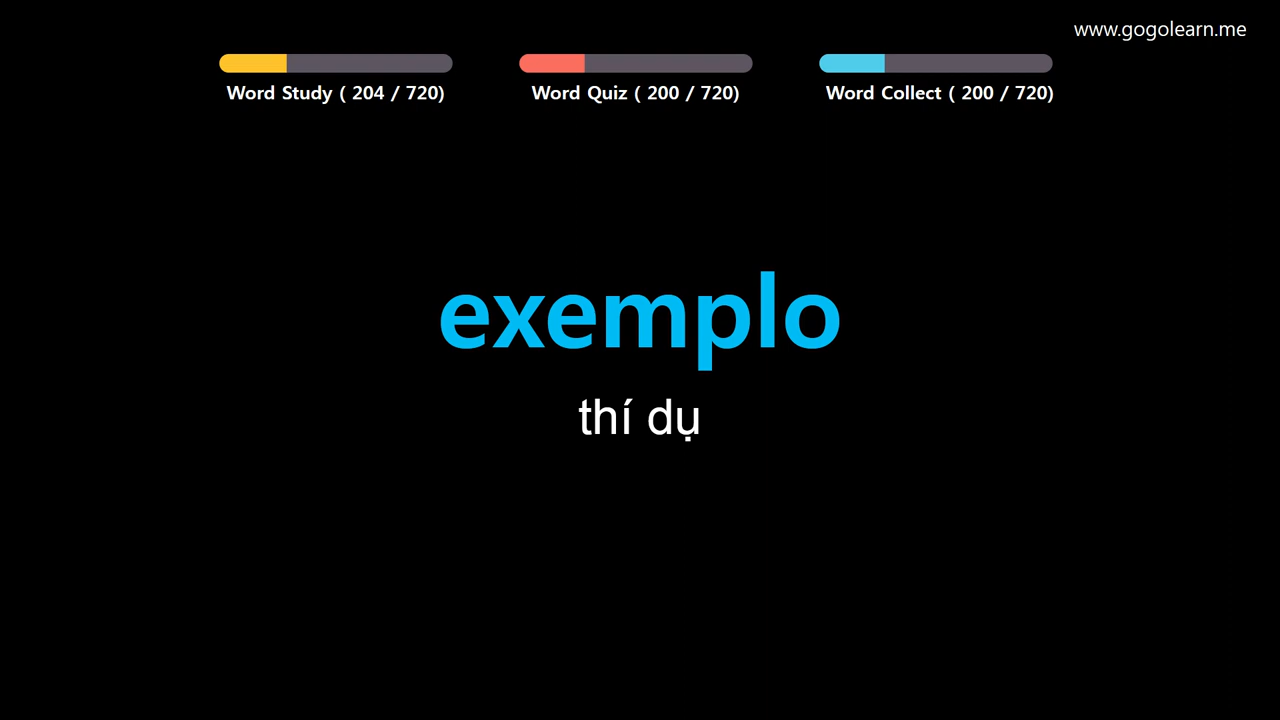 www.gogolearn.me
Word Study ( 204 / 720)
Word Quiz ( 200 / 720)
Word Collect ( 200 / 720)
exemplo
thí dụ